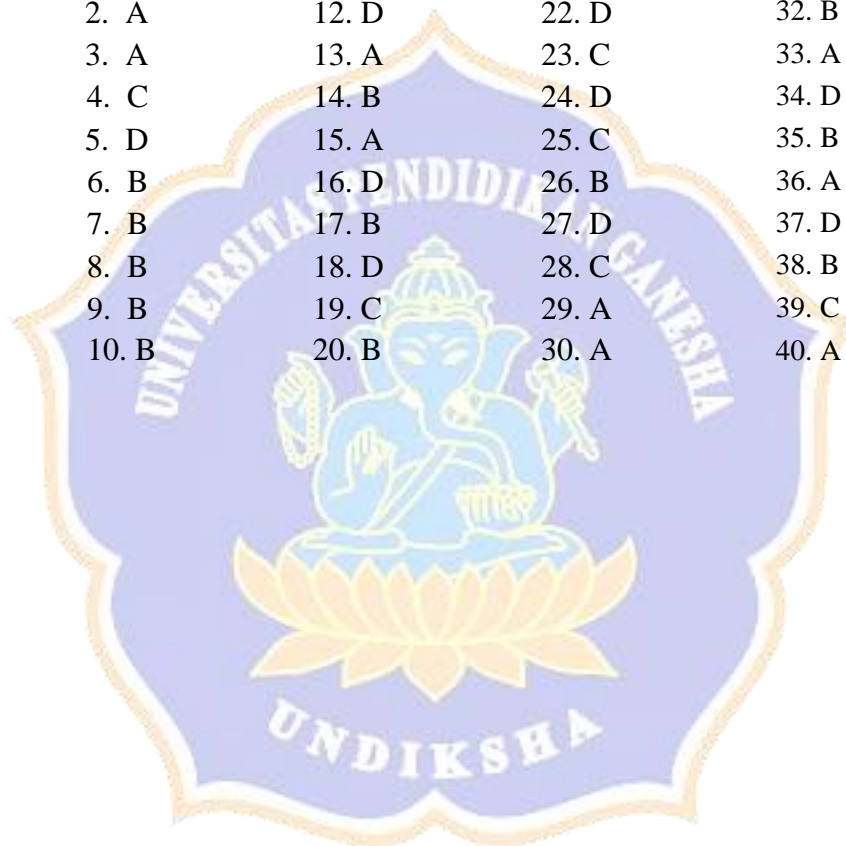 2. A 12. D 22. D 32. B
3. A 13. A 23. C 33. A
4. C 14. B 24. D 34. D
5. D 15. A 25. C 35. B
6. B 16. D 26. B 36. A
7. B 17. B 27. D 37. D
8. B 18. D 28. C 38. B
9. B 19. C 29. A 39. C
10. B 20. B 30. A 40. A
UNIVERSITAS PENDIDIKAN GANESHA
UNDIKSHA